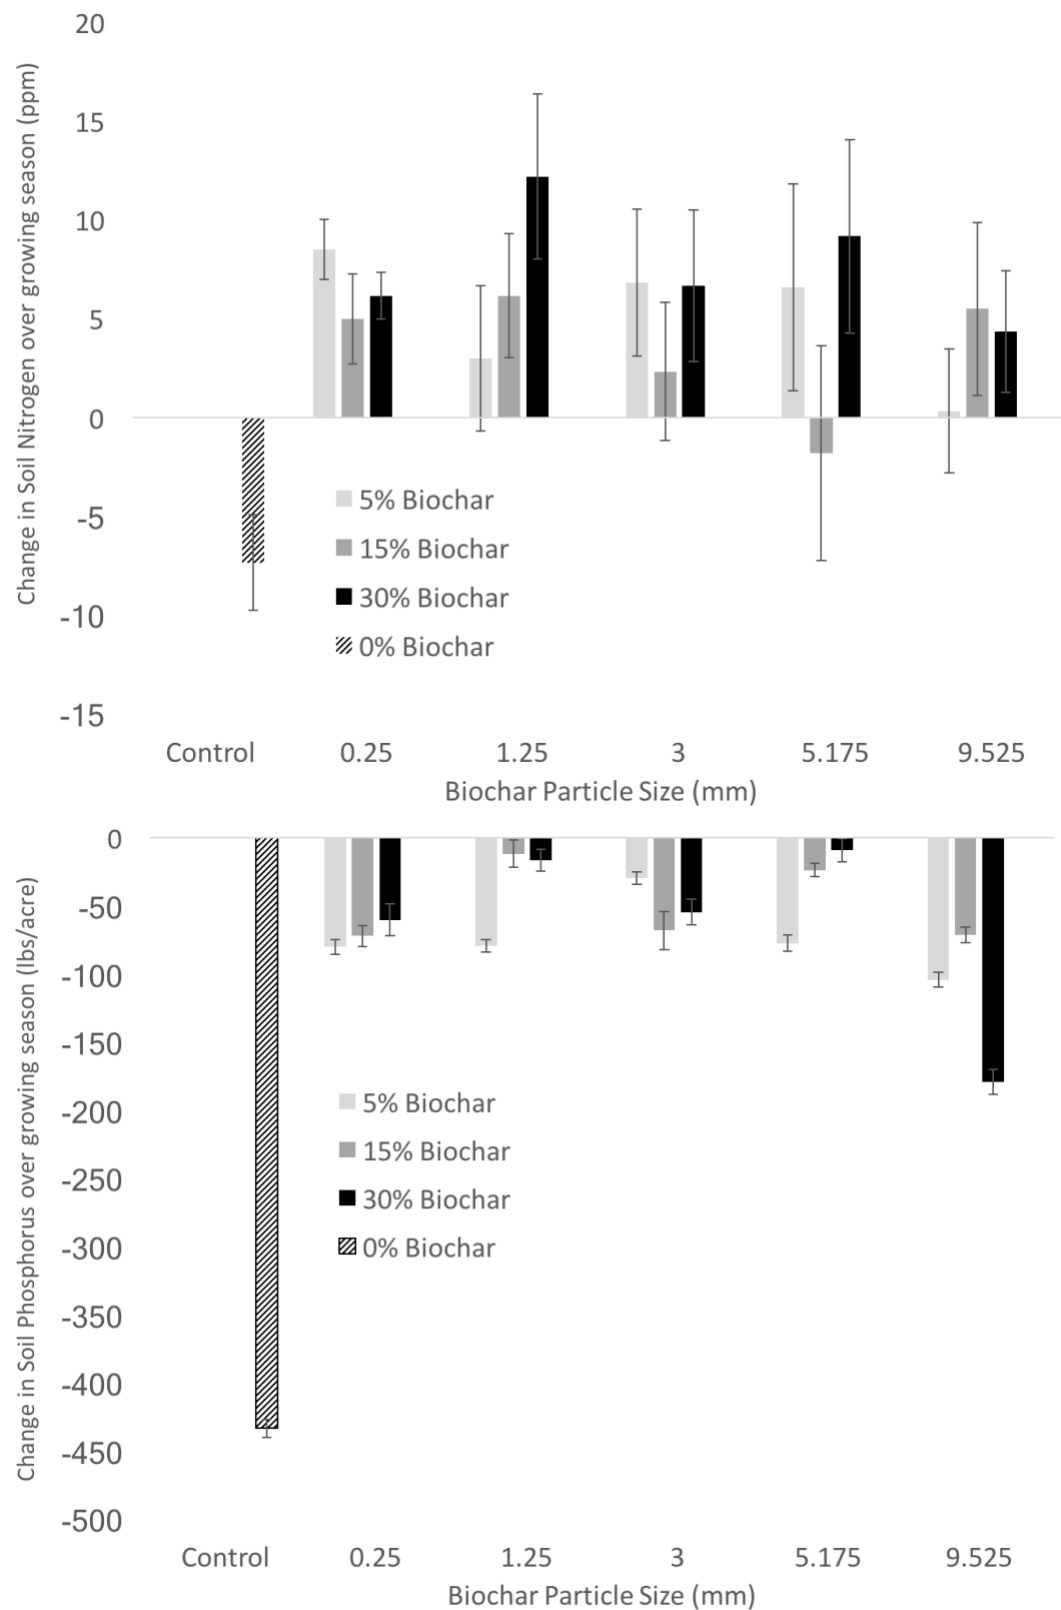 20
Change in Soil Nitrogen over growing season (ppm)
15
10
5
0
-5
-10
-15
5% Biochar
15% Biochar
30% Biochar
0% Biochar
Control 0.25 1.25 3 5.175 9.525
Biochar Particle Size (mm)
Change in Soil Phosphorus over growing season (lbs/acre)
0
-50
-100
-150
-200
-250
-300
-350
-400
-450
-500
5% Biochar
15% Biochar
30% Biochar
0% Biochar
Control 0.25 1.25 3 5.175 9.525
Biochar Particle Size (mm)